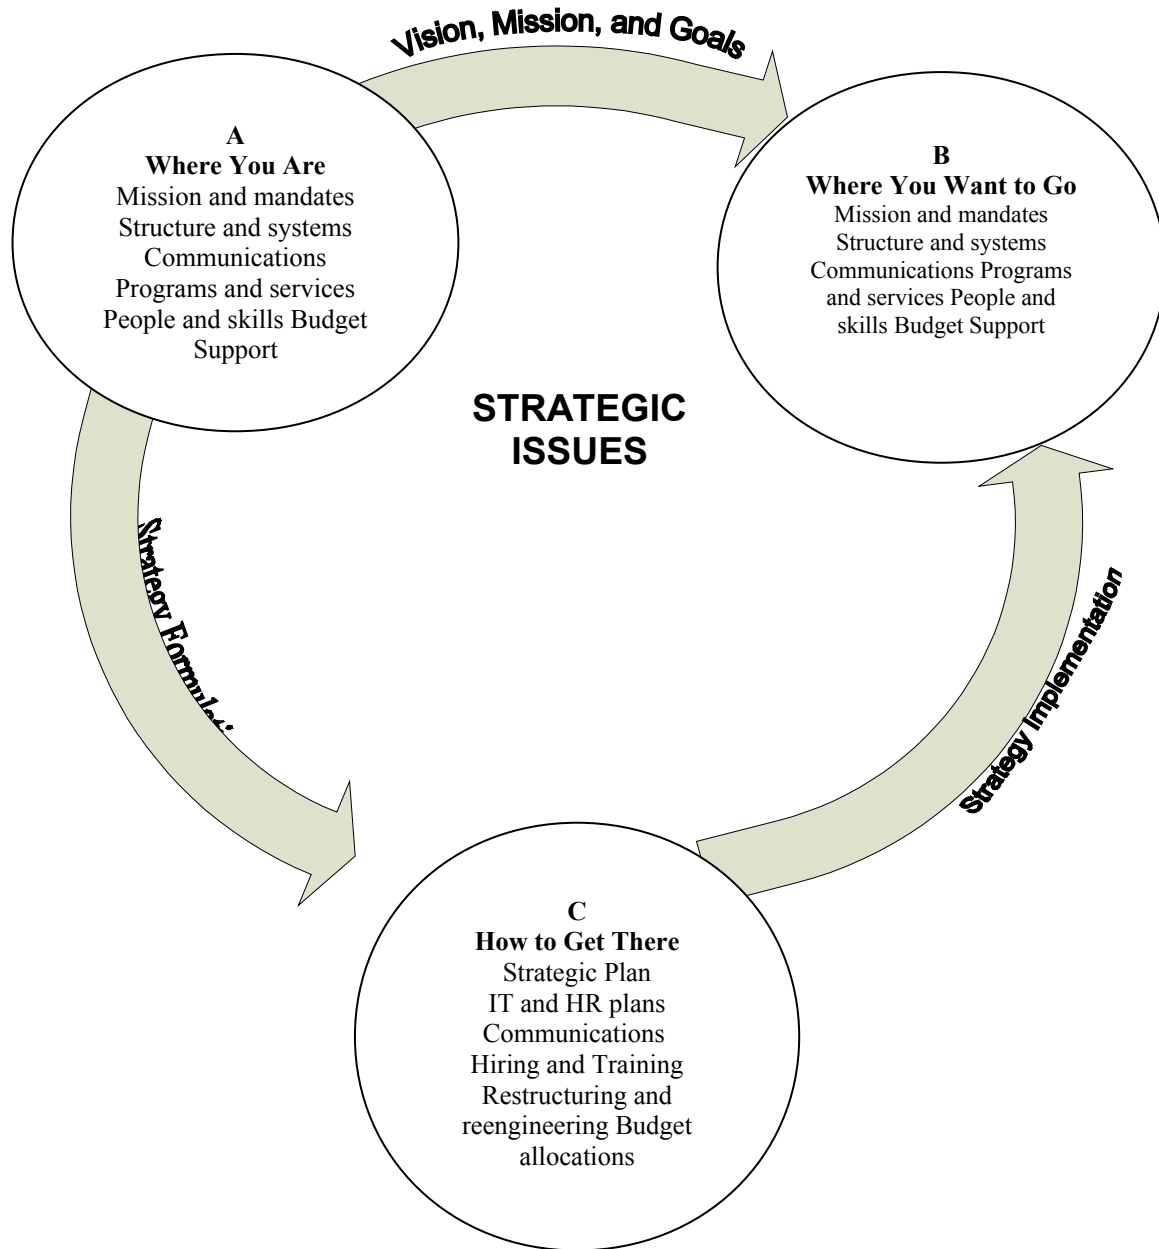 Vision, Mission, and Goals
A
Where You Are
Mission and mandates
Structure and systems
Communications
Programs and services
People and skills Budget
Support
B
Where You Want to Go
Mission and mandates
Structure and systems
Communications Programs
and services People and
skills Budget Support
STRATEGIC
ISSUES
Strategy
Strategy Implementation
C
How to Get There
Strategic Plan
IT and HR plans
Communications
Hiring and Training
Restructuring and
reengineering Budget
allocations